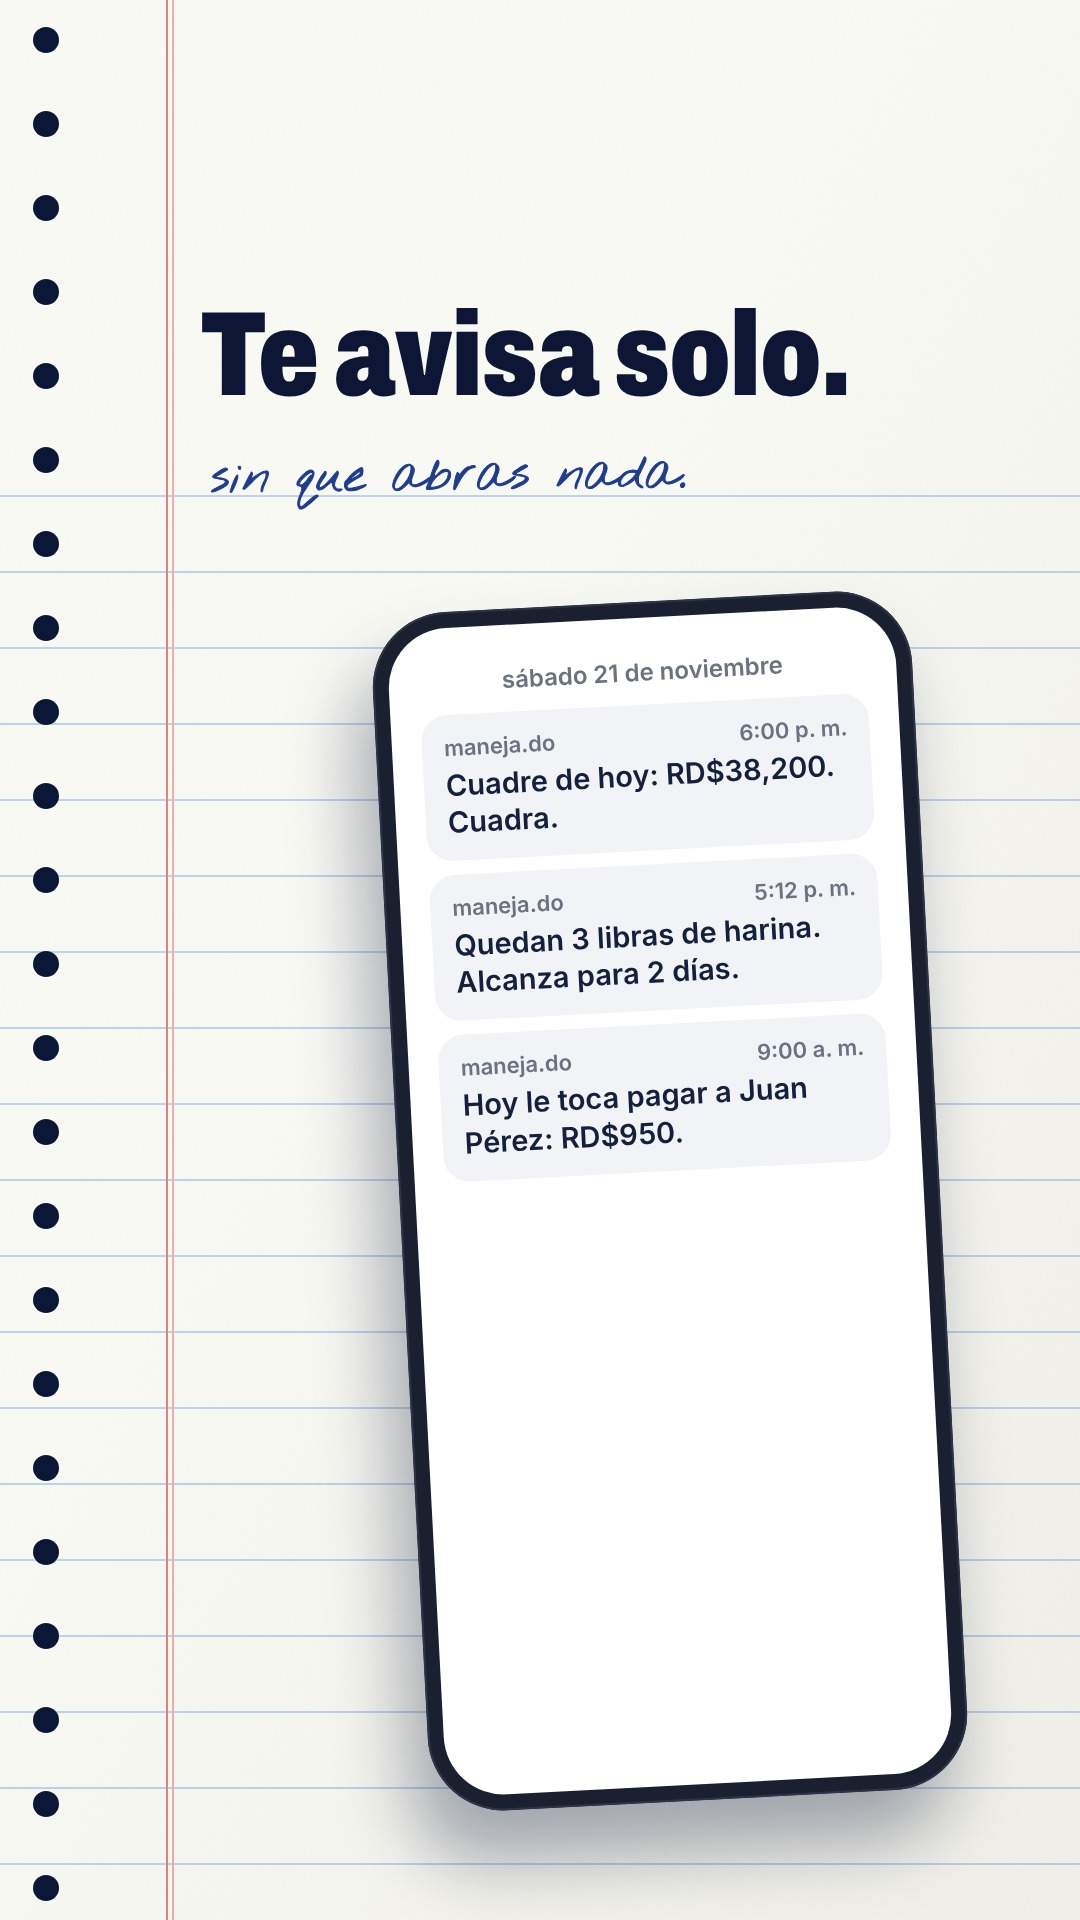 Te avisa solo.
sin que abras nada.
sábado 21 de noviembre
maneja.do 6:00 p. m.
Cuadre de hoy: RD$38,200.
Cuadra.
maneja.do 5:12 p. m.
Quedan 3 libras de harina.
Alcanza para 2 días.
maneja.do 9:00 a. m.
Hoy le toca pagar a Juan
Pérez: RD$950.